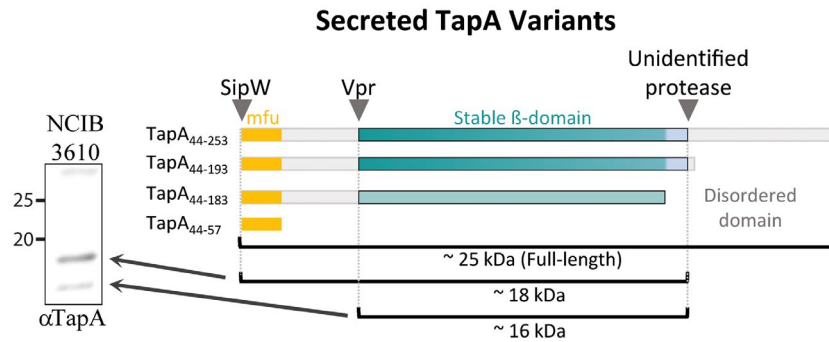 Secreted TapA Variants
Unidentified
protease
SipW
Vpr
mfu
Stable ß-domain
NCIB
3610
TapA44-253
TapA44-193
TapA44-183
TapA44-57
Disordered
domain
25
20
~ 25 kDa (Full-length)
~ 18 kDa
~ 16 kDa
αTapA